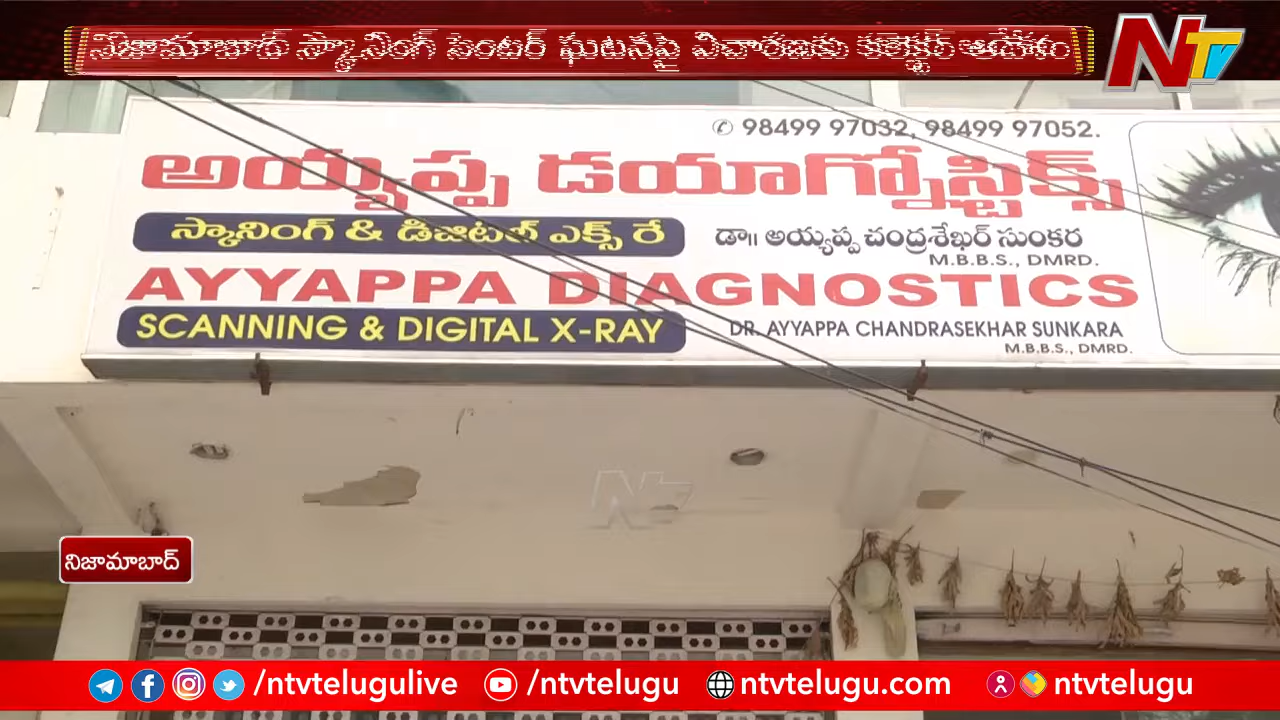 నిజామాబాద్ స్కానింగ్ సెంటర్ ఘటనపై విచారణకు కలెక్టర్ ఆదేశం
NTV
✆ 98499 97032, 98499 97052.
అయ్యప్ప డయాగ్నోస్టిక్స్
స్కానింగ్ & డిజిటల్ ఎక్స్ రే
డా॥ అయ్యప్ప చంద్రశేఖర్ సుంకర
M.B.B.S., DMRD.
AYYAPPA DIAGNOSTICS
SCANNING & DIGITAL X-RAY
DR. AYYAPPA CHANDRASEKHAR SUNKARA
M.B.B.S., DMRD.
NTV
నిజామాబాద్
/ntvtelugulive
/ntvtelugu
ntvtelugu.com
ntvtelugu